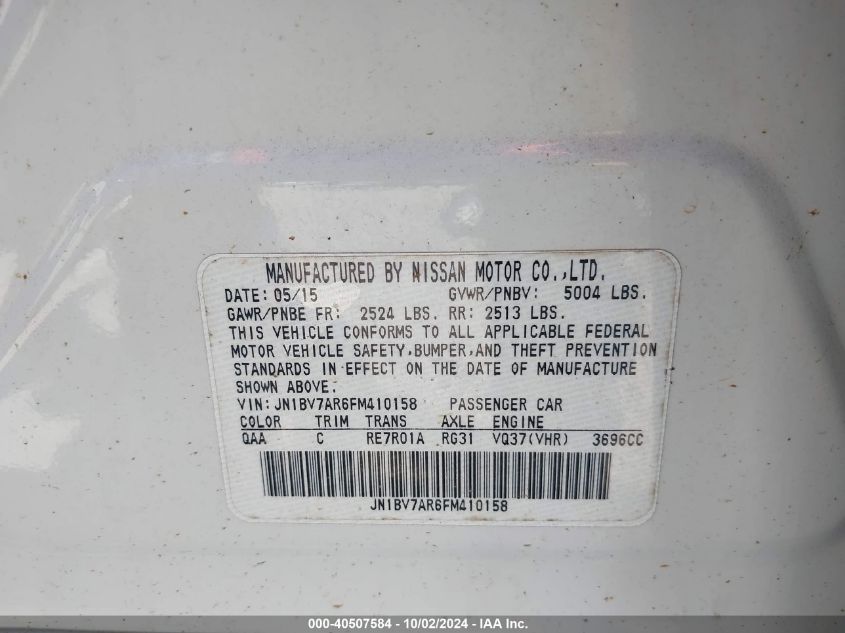 MANUFACTURED BY NISSAN MOTOR CO.,LTD.
DATE: 05/15 GVWR/PNBV: 5004 LBS.
GAWR/PNBE FR: 2524 LBS. RR: 2513 LBS.
THIS VEHICLE CONFORMS TO ALL APPLICABLE FEDERAL
MOTOR VEHICLE SAFETY,BUMPER,AND THEFT PREVENTION
STANDARDS IN EFFECT ON THE DATE OF MANUFACTURE
SHOWN ABOVE.
VIN: JN1BV7AR6FM410158 PASSENGER CAR
COLOR TRIM TRANS AXLE ENGINE
QAA C RE7R01A RG31 VQ37(VHR) 3696CC
JN1BV7AR6FM410158
000-40507584 - 10/02/2024 - IAA Inc.